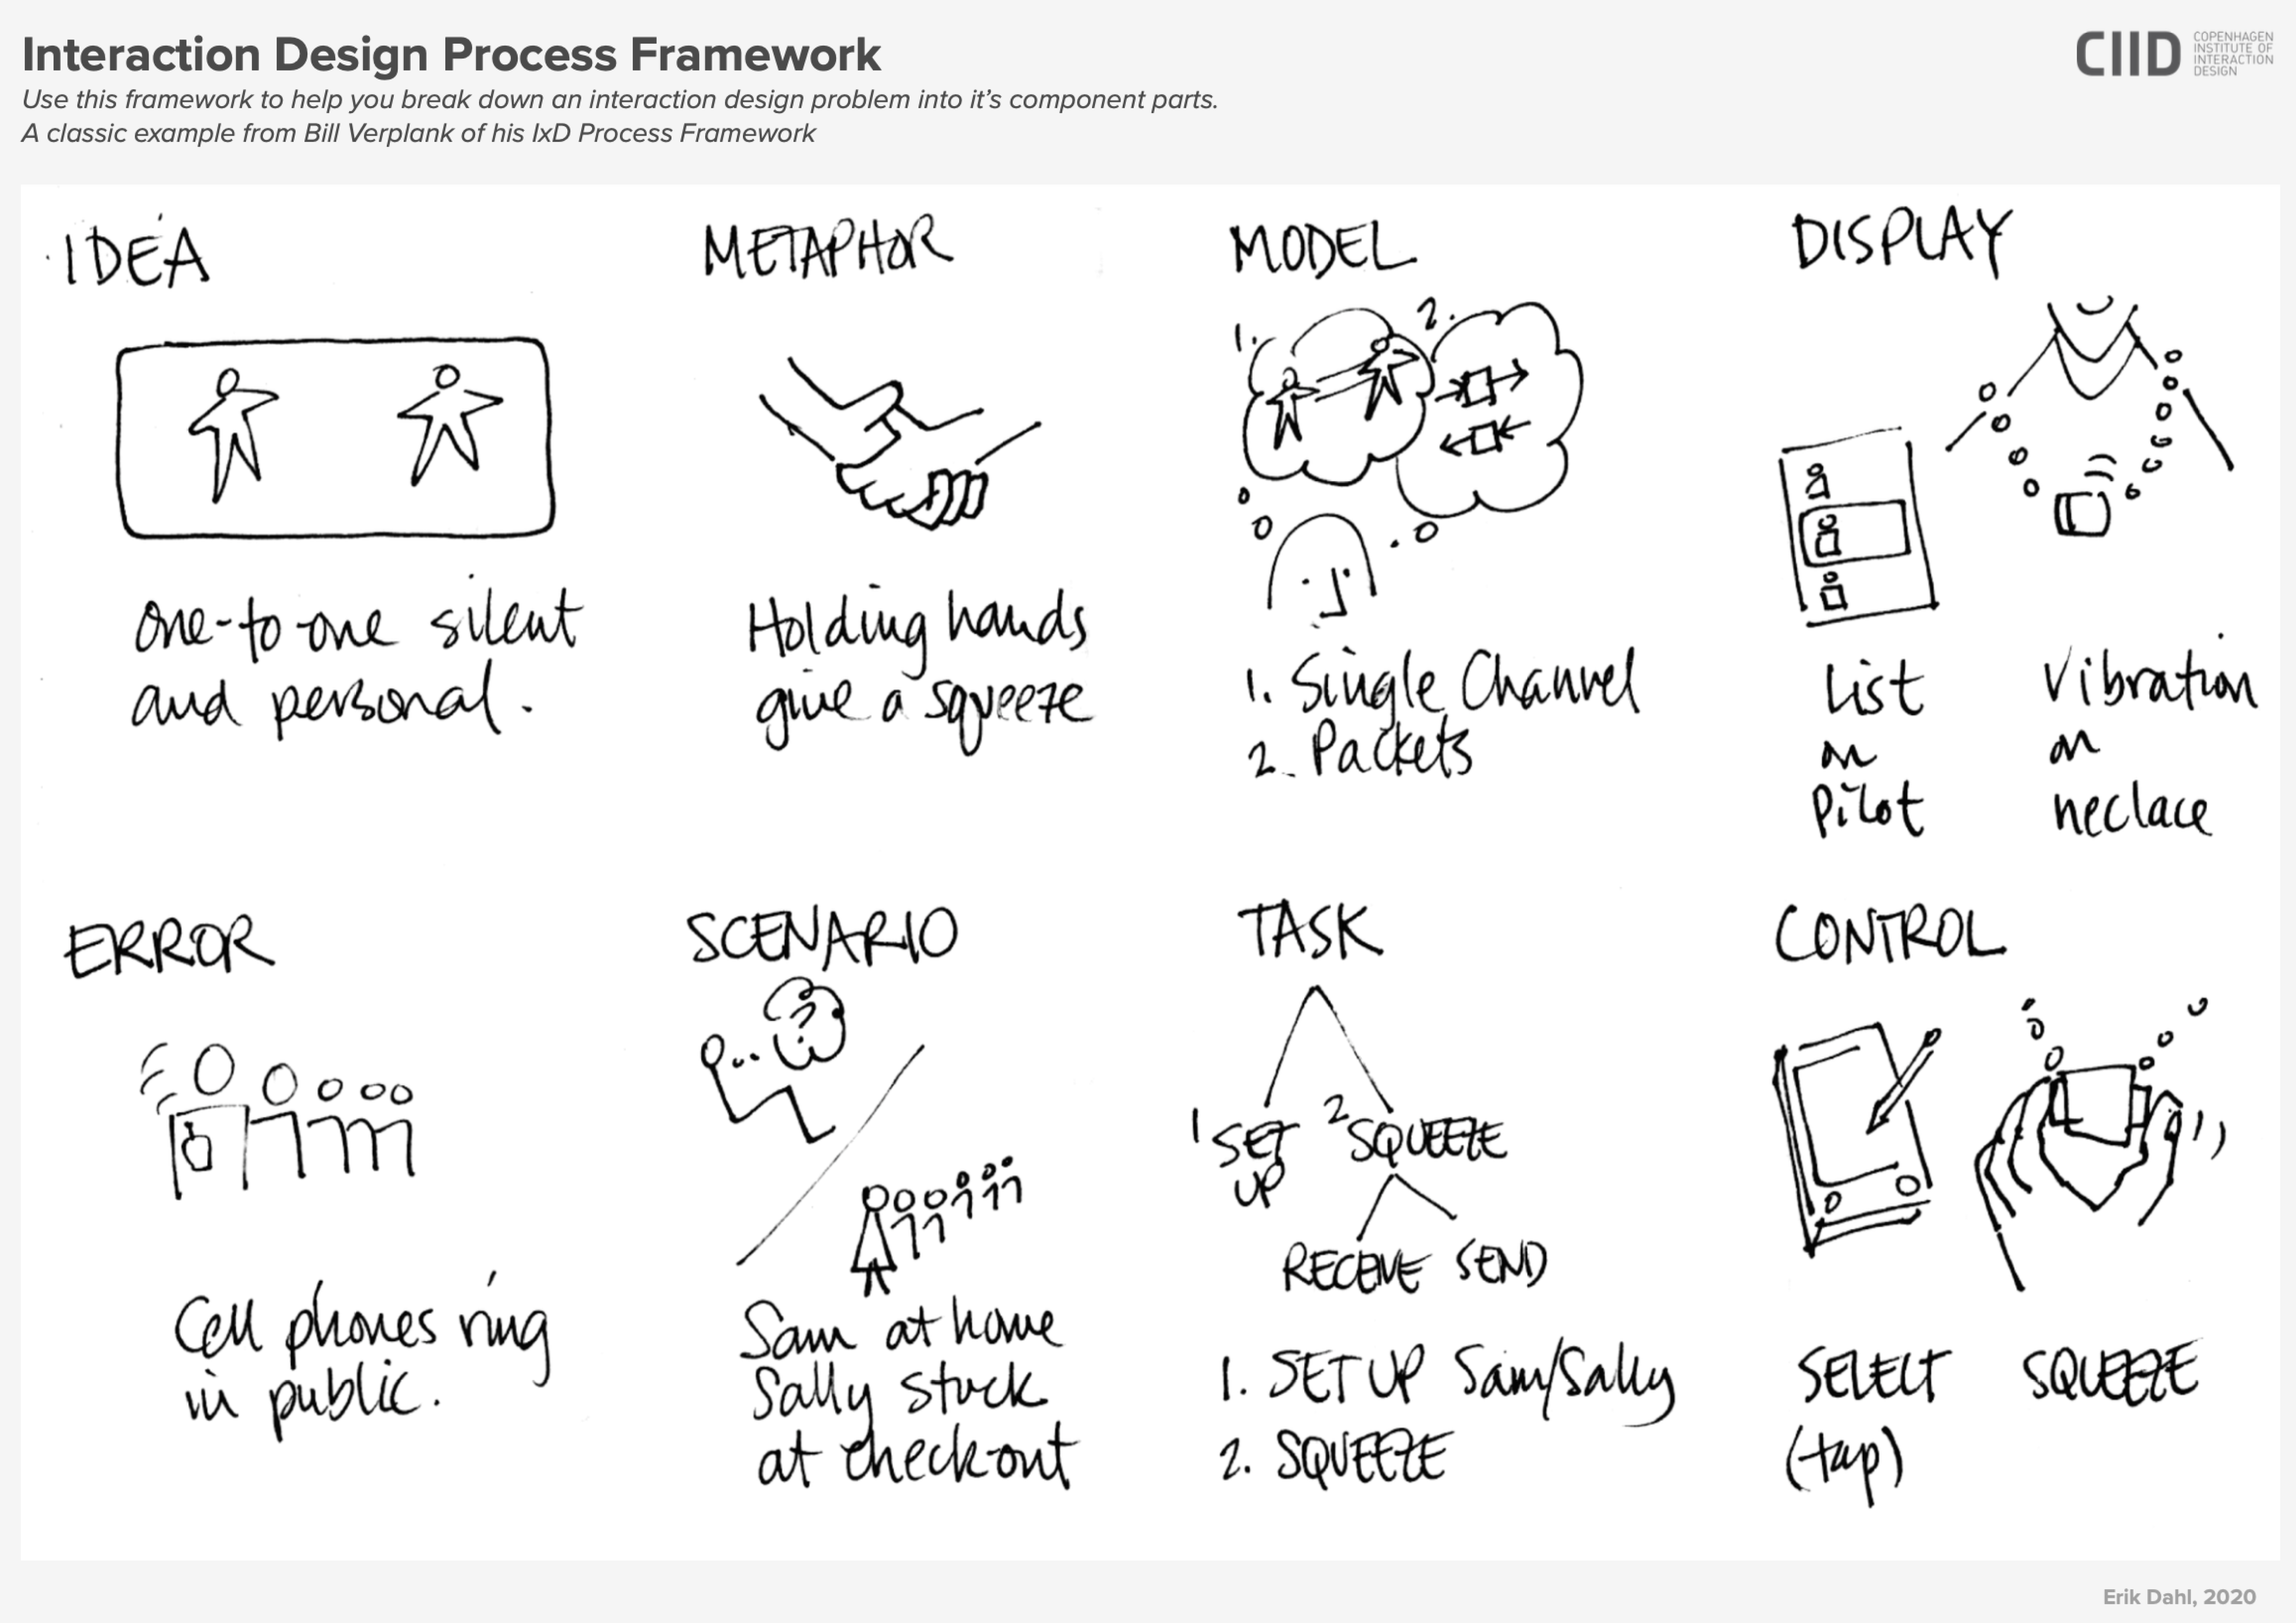 Interaction Design Process Framework
Use this framework to help you break down an interaction design problem into it's component parts.
A classic example from Bill Verplank of his IxD Process Framework
CIID
COPENHAGEN
INSTITUTE OF
INTERACTION
DESIGN
IDEA
one-to-one silent
and personal.
METAPHOR
Holding hands
give a squeeze
MODEL
1.
2.
1. Single Channel
2. Packets
DISPLAY
List
on
Pilot
Vibration
on
neclace
ERROR
Cell phones ring
in public.
SCENARIO
?
Sam at home
Sally stuck
at check-out
TASK
1 SET
UP
2 SQUEEZE
RECEIVE SEND
1. SET UP Sam/Sally
2. SQUEEZE
CONTROL
SELECT
(tap)
SQUEEZE
Erik Dahl, 2020